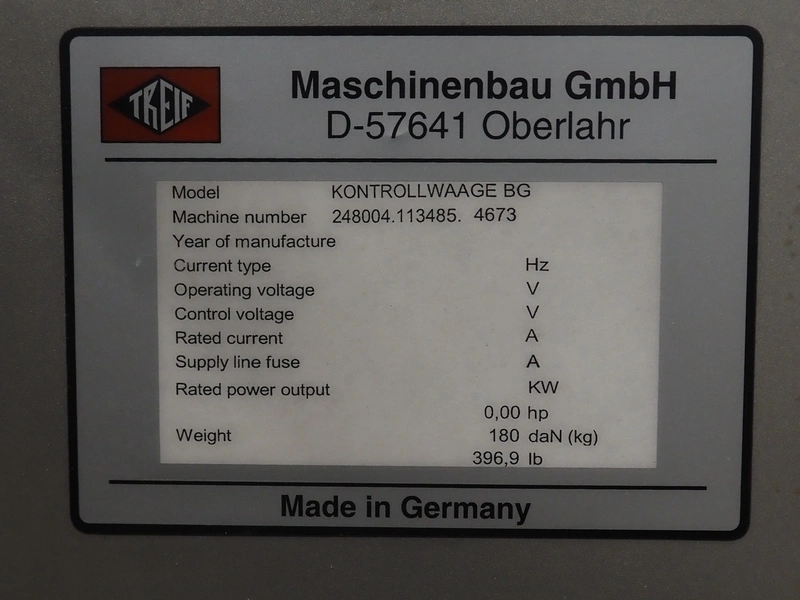 TREIF
Maschinenbau GmbH
D-57641 Oberlahr
Model KONTROLLWAAGE BG
Machine number 248004.113485. 4673
Year of manufacture
Current type Hz
Operating voltage V
Control voltage V
Rated current A
Supply line fuse A
Rated power output KW
0,00 hp
Weight 180 daN (kg)
396,9 lb
Made in Germany